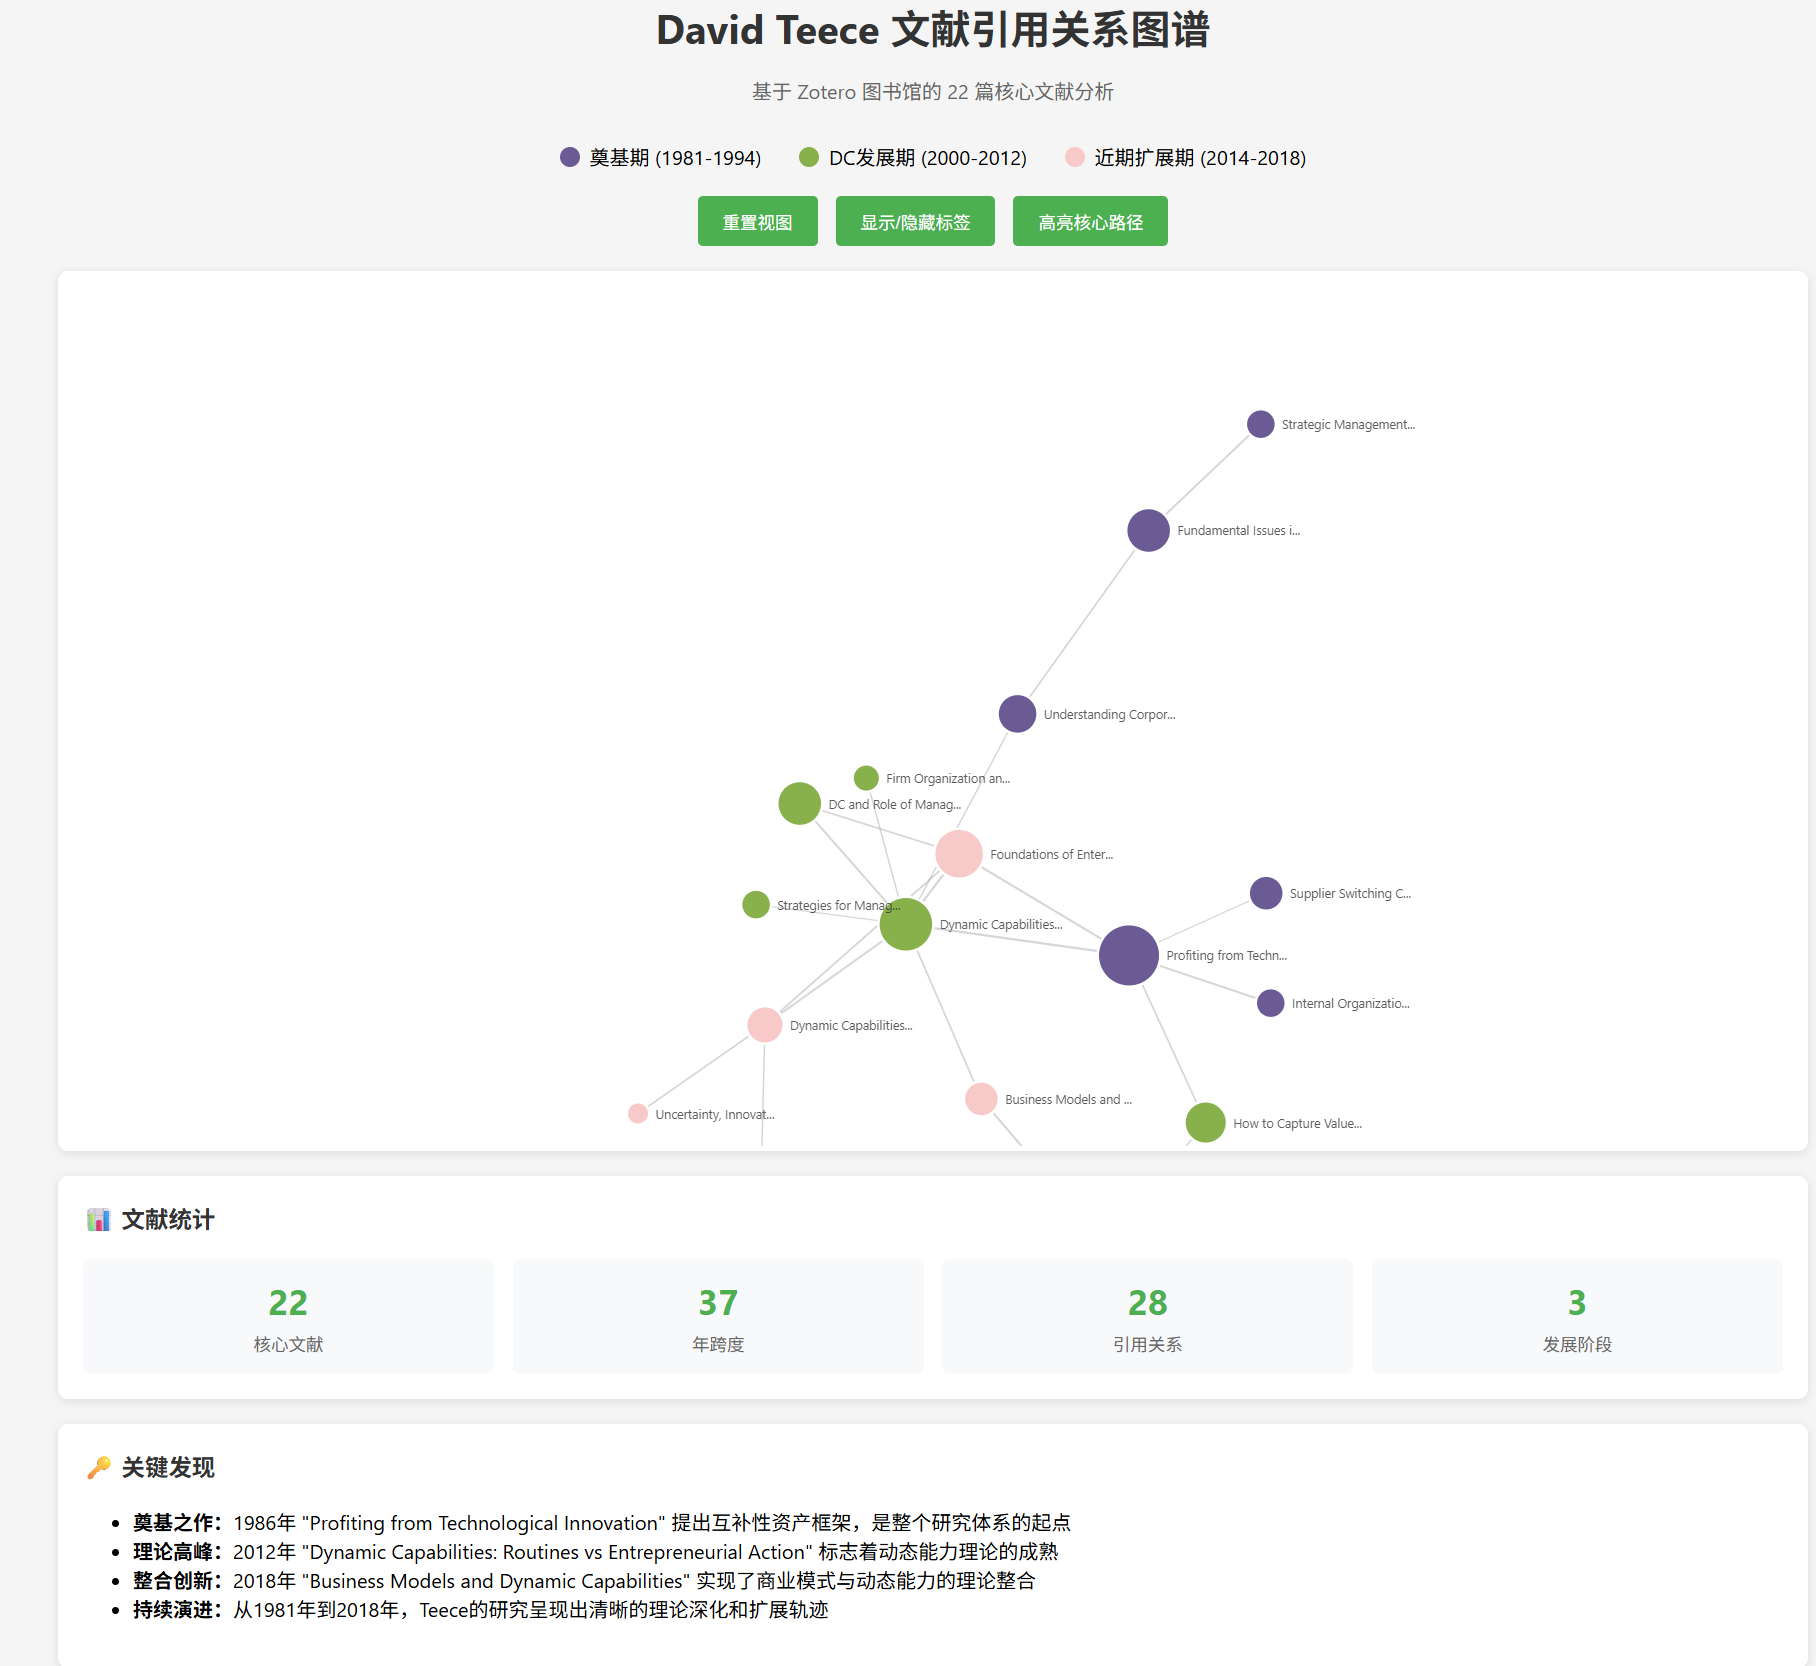 David Teece 文献引用关系图谱
基于 Zotero 图书馆的 22 篇核心文献分析
奠基期 (1981-1994)
DC发展期 (2000-2012)
近期扩展期 (2014-2018)
重置视图
显示/隐藏标签
高亮核心路径
Strategic Management...
Fundamental Issues i...
Understanding Corpor...
Firm Organization an...
DC and Role of Manag...
Foundations of Enter...
Supplier Switching C...
Strategies for Manag...
Dynamic Capabilities...
Profiting from Techn...
Internal Organizatio...
Dynamic Capabilities...
Business Models and ...
Uncertainty, Innovat...
How to Capture Value...
文献统计
22
核心文献
37
年跨度
28
引用关系
3
发展阶段
关键发现
奠基之作：1986年 "Profiting from Technological Innovation" 提出互补性资产框架，是整个研究体系的起点
理论高峰：2012年 "Dynamic Capabilities: Routines vs Entrepreneurial Action" 标志着动态能力理论的成熟
整合创新：2018年 "Business Models and Dynamic Capabilities" 实现了商业模式与动态能力的理论整合
持续演进：从1981年到2018年，Teece的研究呈现出清晰的理论深化和扩展轨迹